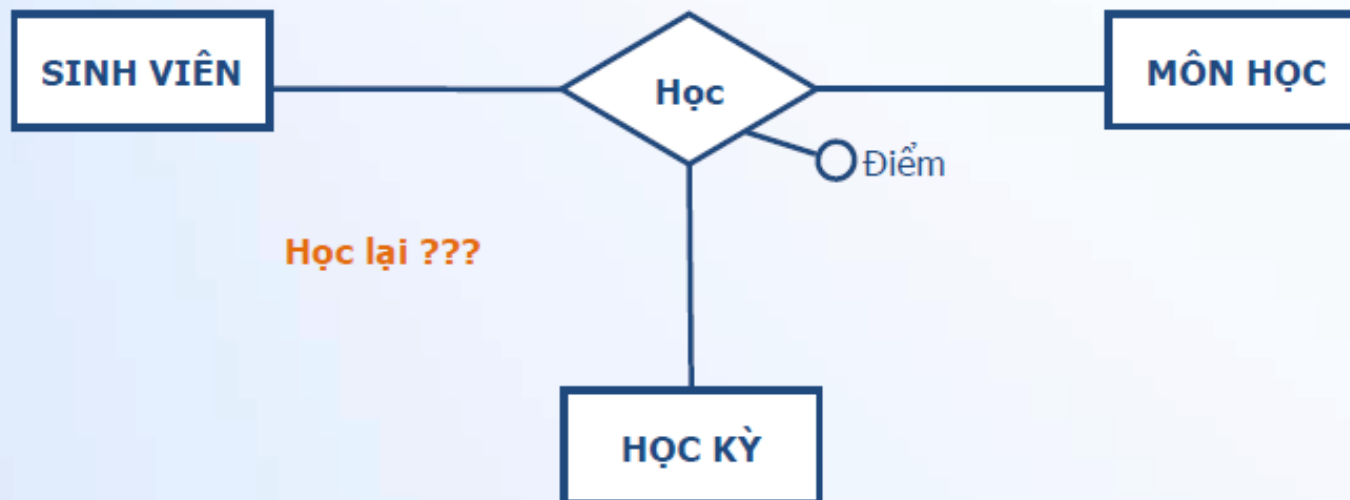 SINH VIÊN
Học
MÔN HỌC
Điểm
Học lại ???
HỌC KỲ